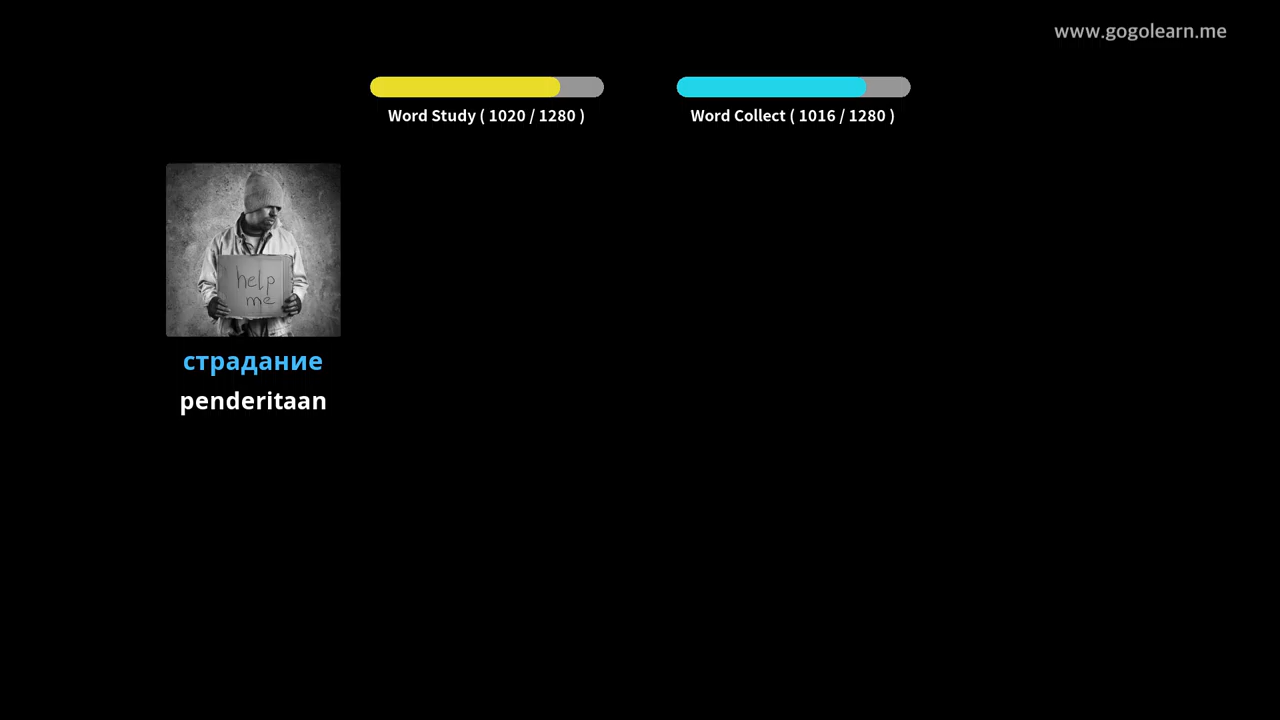 www.gogolearn.me
Word Study ( 1020 / 1280 )
Word Collect ( 1016 / 1280 )
help
me
страдание
penderitaan